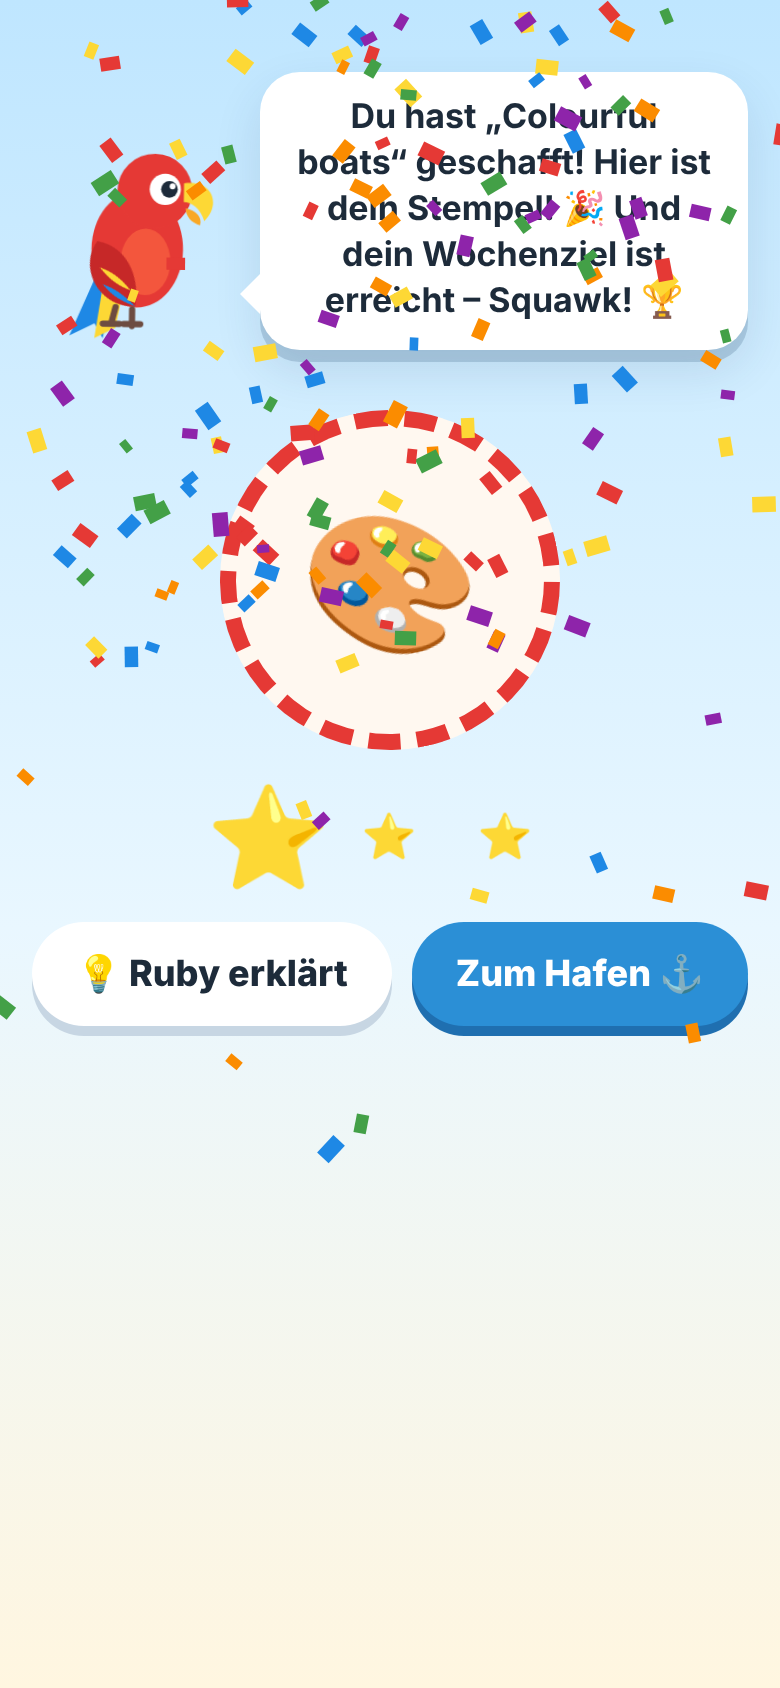 Du hast „Colourful
boats“ geschafft! Hier ist
dein Stempel! 🎉 Und
dein Wochenziel ist
erreicht – Squawk! 🏆
💡 Ruby erklärt
Zum Hafen ⚓